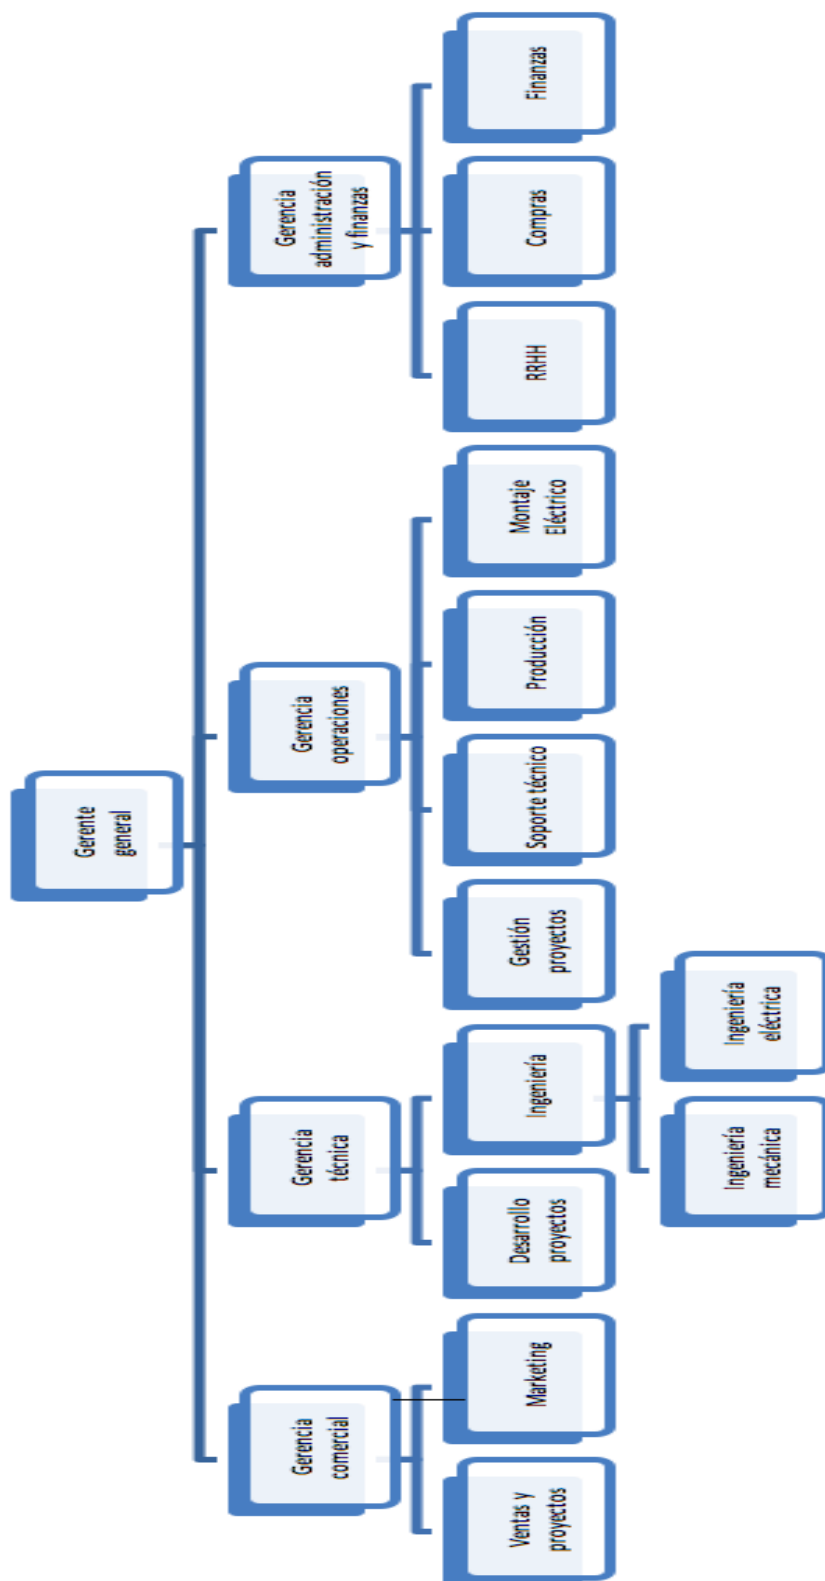 Gerente
general
Gerencia
comercial
Gerencia
técnica
Gerencia
operaciones
Gerencia
administración
y finanzas
Ventas y
proyectos
Marketing
Desarrollo
proyectos
Ingeniería
Gestión
proyectos
Soporte técnico
Producción
Montaje
Eléctrico
RRHH
Compras
Finanzas
Ingeniería
mecánica
Ingeniería
eléctrica